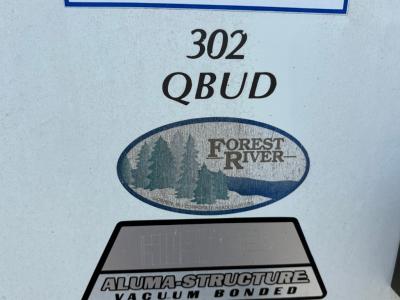 302
QBUD
FOREST
RIVER
ALUMA-STRUCTURE
VACUUM BONDED